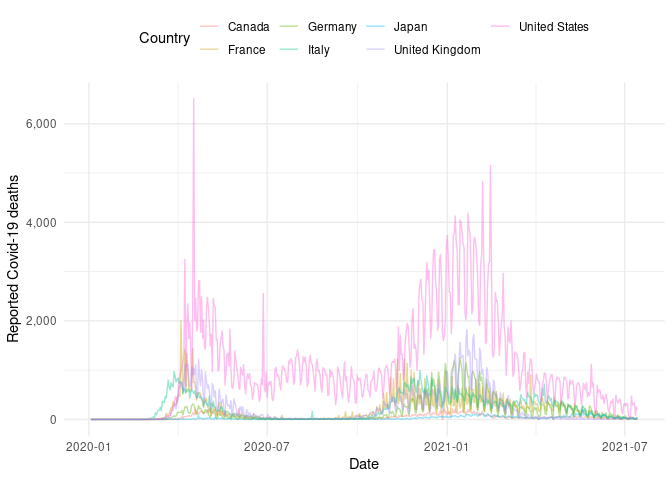 Country
Canada
Germany
Japan
United States
France
Italy
United Kingdom
Reported Covid-19 deaths
6,000
4,000
2,000
0
2020-01
2020-07
2021-01
2021-07
Date